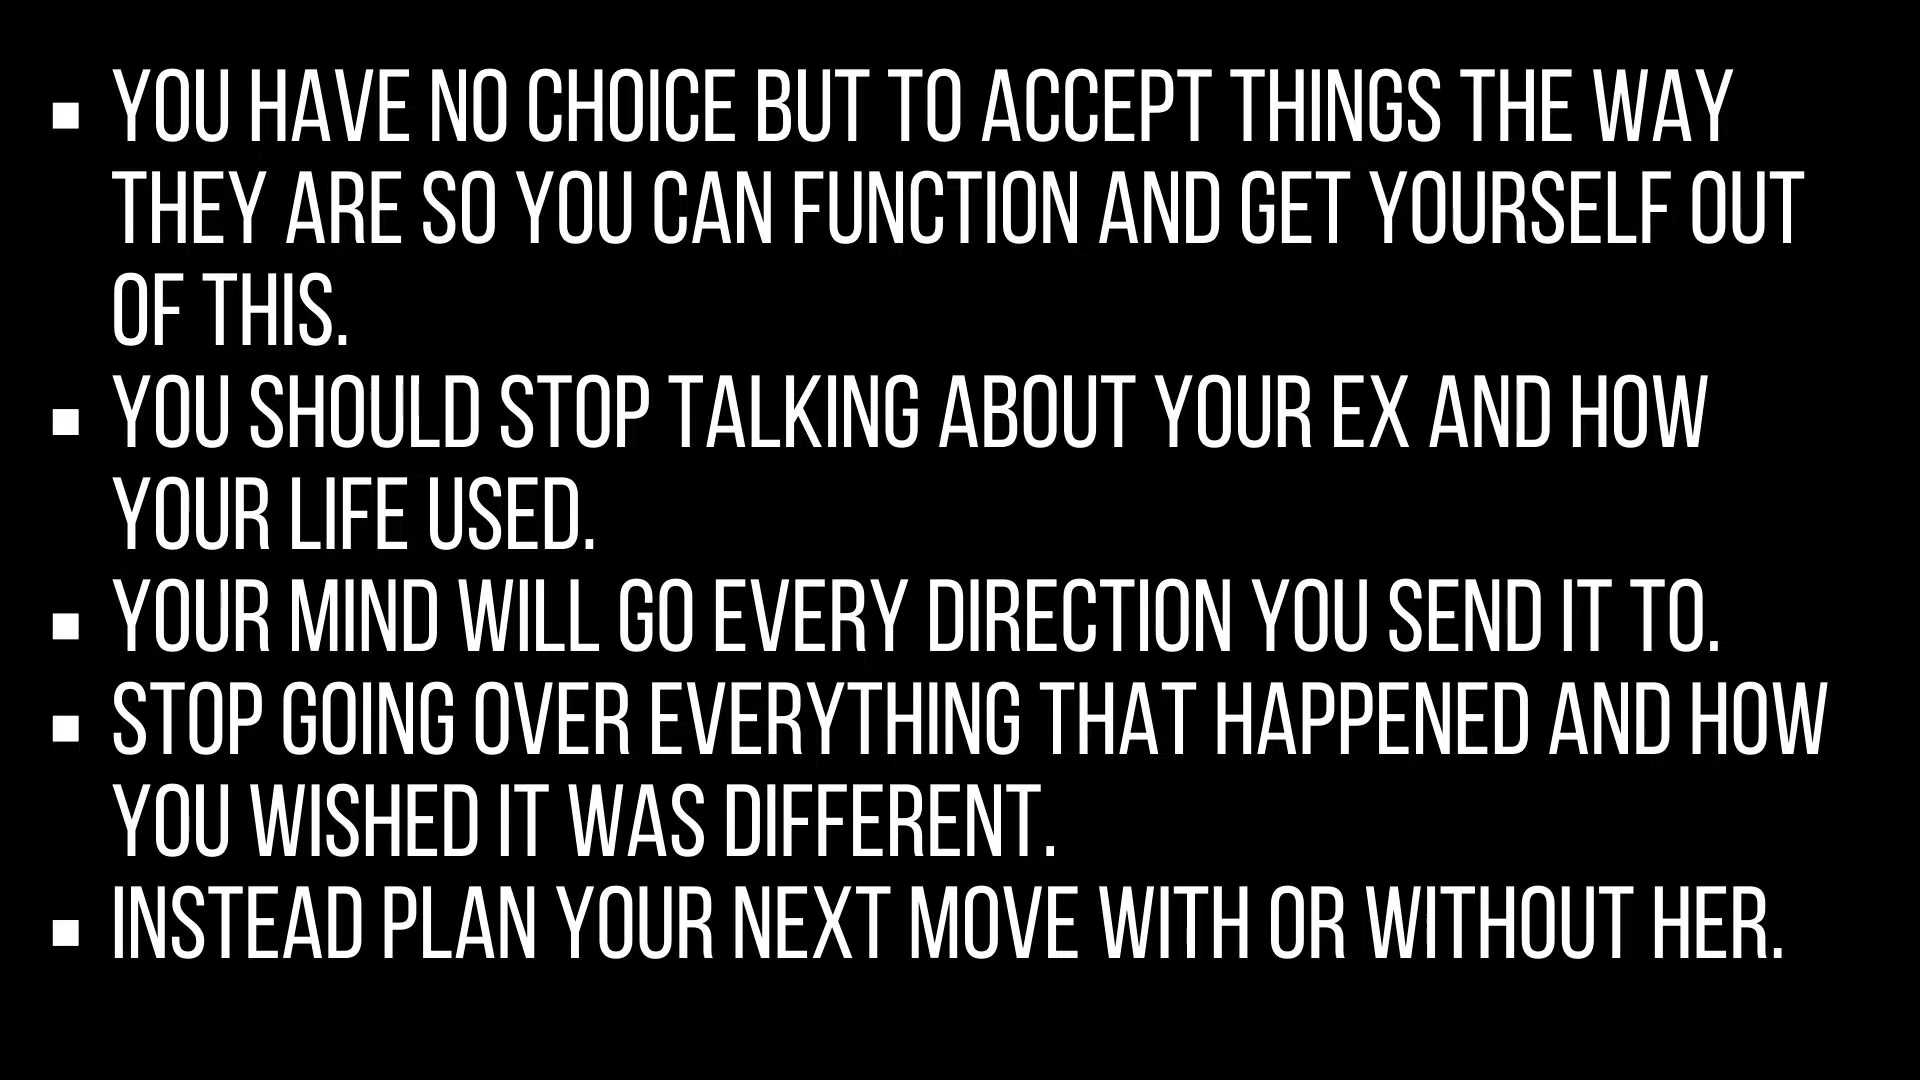 ▪ YOU HAVE NO CHOICE BUT TO ACCEPT THINGS THE WAY
THEY ARE SO YOU CAN FUNCTION AND GET YOURSELF OUT
OF THIS.
▪ YOU SHOULD STOP TALKING ABOUT YOUR EX AND HOW
YOUR LIFE USED.
▪ YOUR MIND WILL GO EVERY DIRECTION YOU SEND IT TO.
▪ STOP GOING OVER EVERYTHING THAT HAPPENED AND HOW
YOU WISHED IT WAS DIFFERENT.
▪ INSTEAD PLAN YOUR NEXT MOVE WITH OR WITHOUT HER.